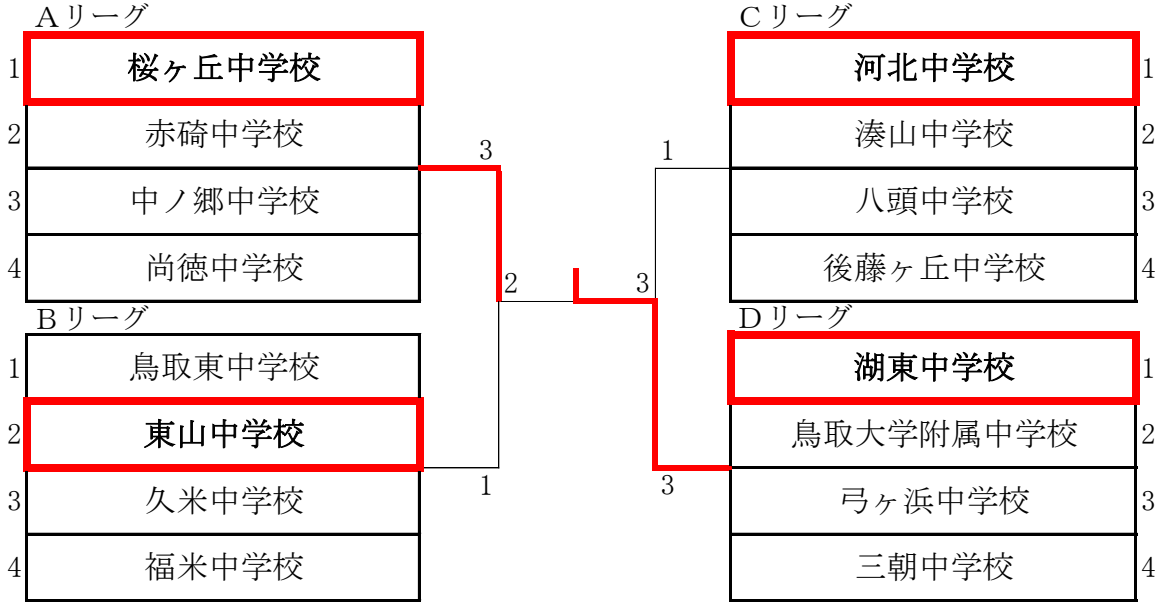 Ａリーグ
1 桜ヶ丘中学校
2 赤碕中学校
3 中ノ郷中学校
4 尚徳中学校
Ｂリーグ
1 鳥取東中学校
2 東山中学校
3 久米中学校
4 福米中学校
3
2
1
1
3
3
Ｃリーグ
河北中学校 1
湊山中学校 2
八頭中学校 3
後藤ヶ丘中学校 4
Ｄリーグ
湖東中学校 1
鳥取大学附属中学校 2
弓ヶ浜中学校 3
三朝中学校 4